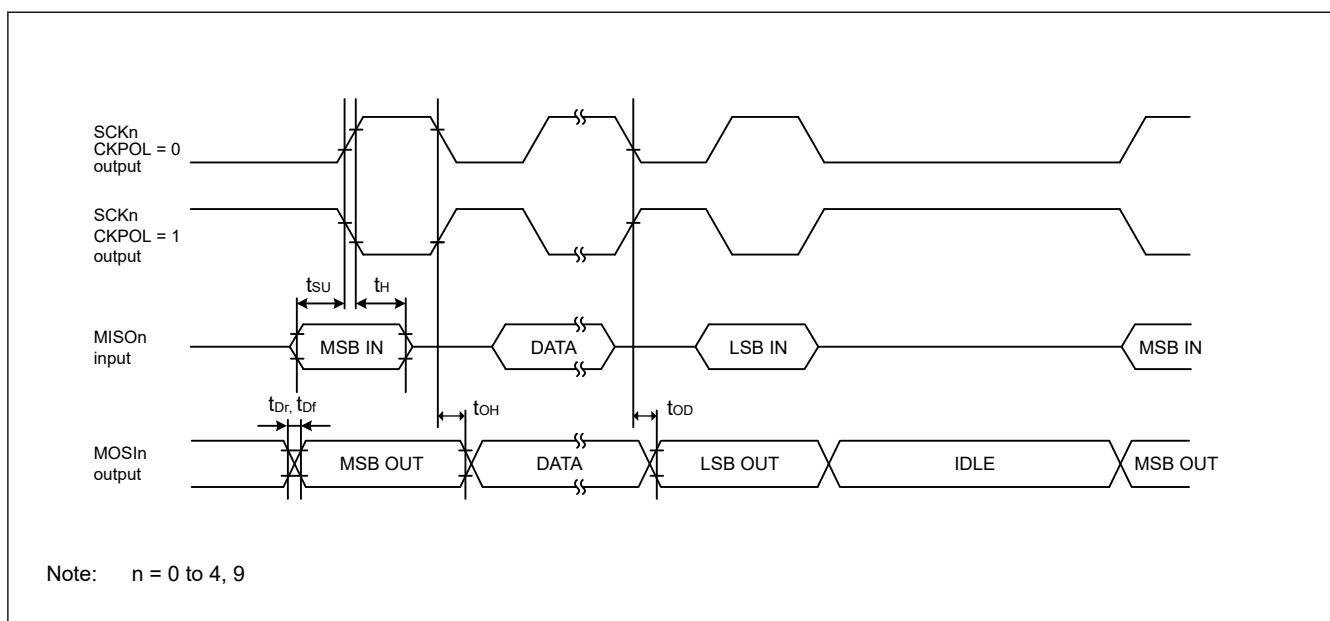 SCKn
CKPOL = 0
output
SCKn
CKPOL = 1
output
tSU
tH
MISOn
input
MSB IN
DATA
LSB IN
MSB IN
tDr, tDf
tOH
tOD
MOSIn
output
MSB OUT
DATA
LSB OUT
IDLE
MSB OUT
Note: n = 0 to 4, 9